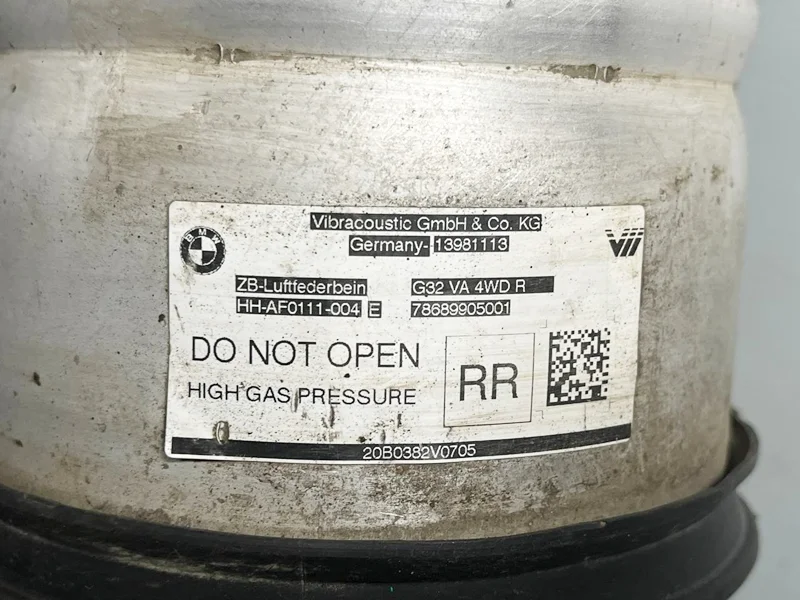 Vibracoustic GmbH & Co. KG
Germany- 13981113
BMW
ZB-Luftfederbein G32 VA 4WD R
HH-AF0111-004 E 78689905001
DO NOT OPEN
HIGH GAS PRESSURE
RR
20B0382V0705